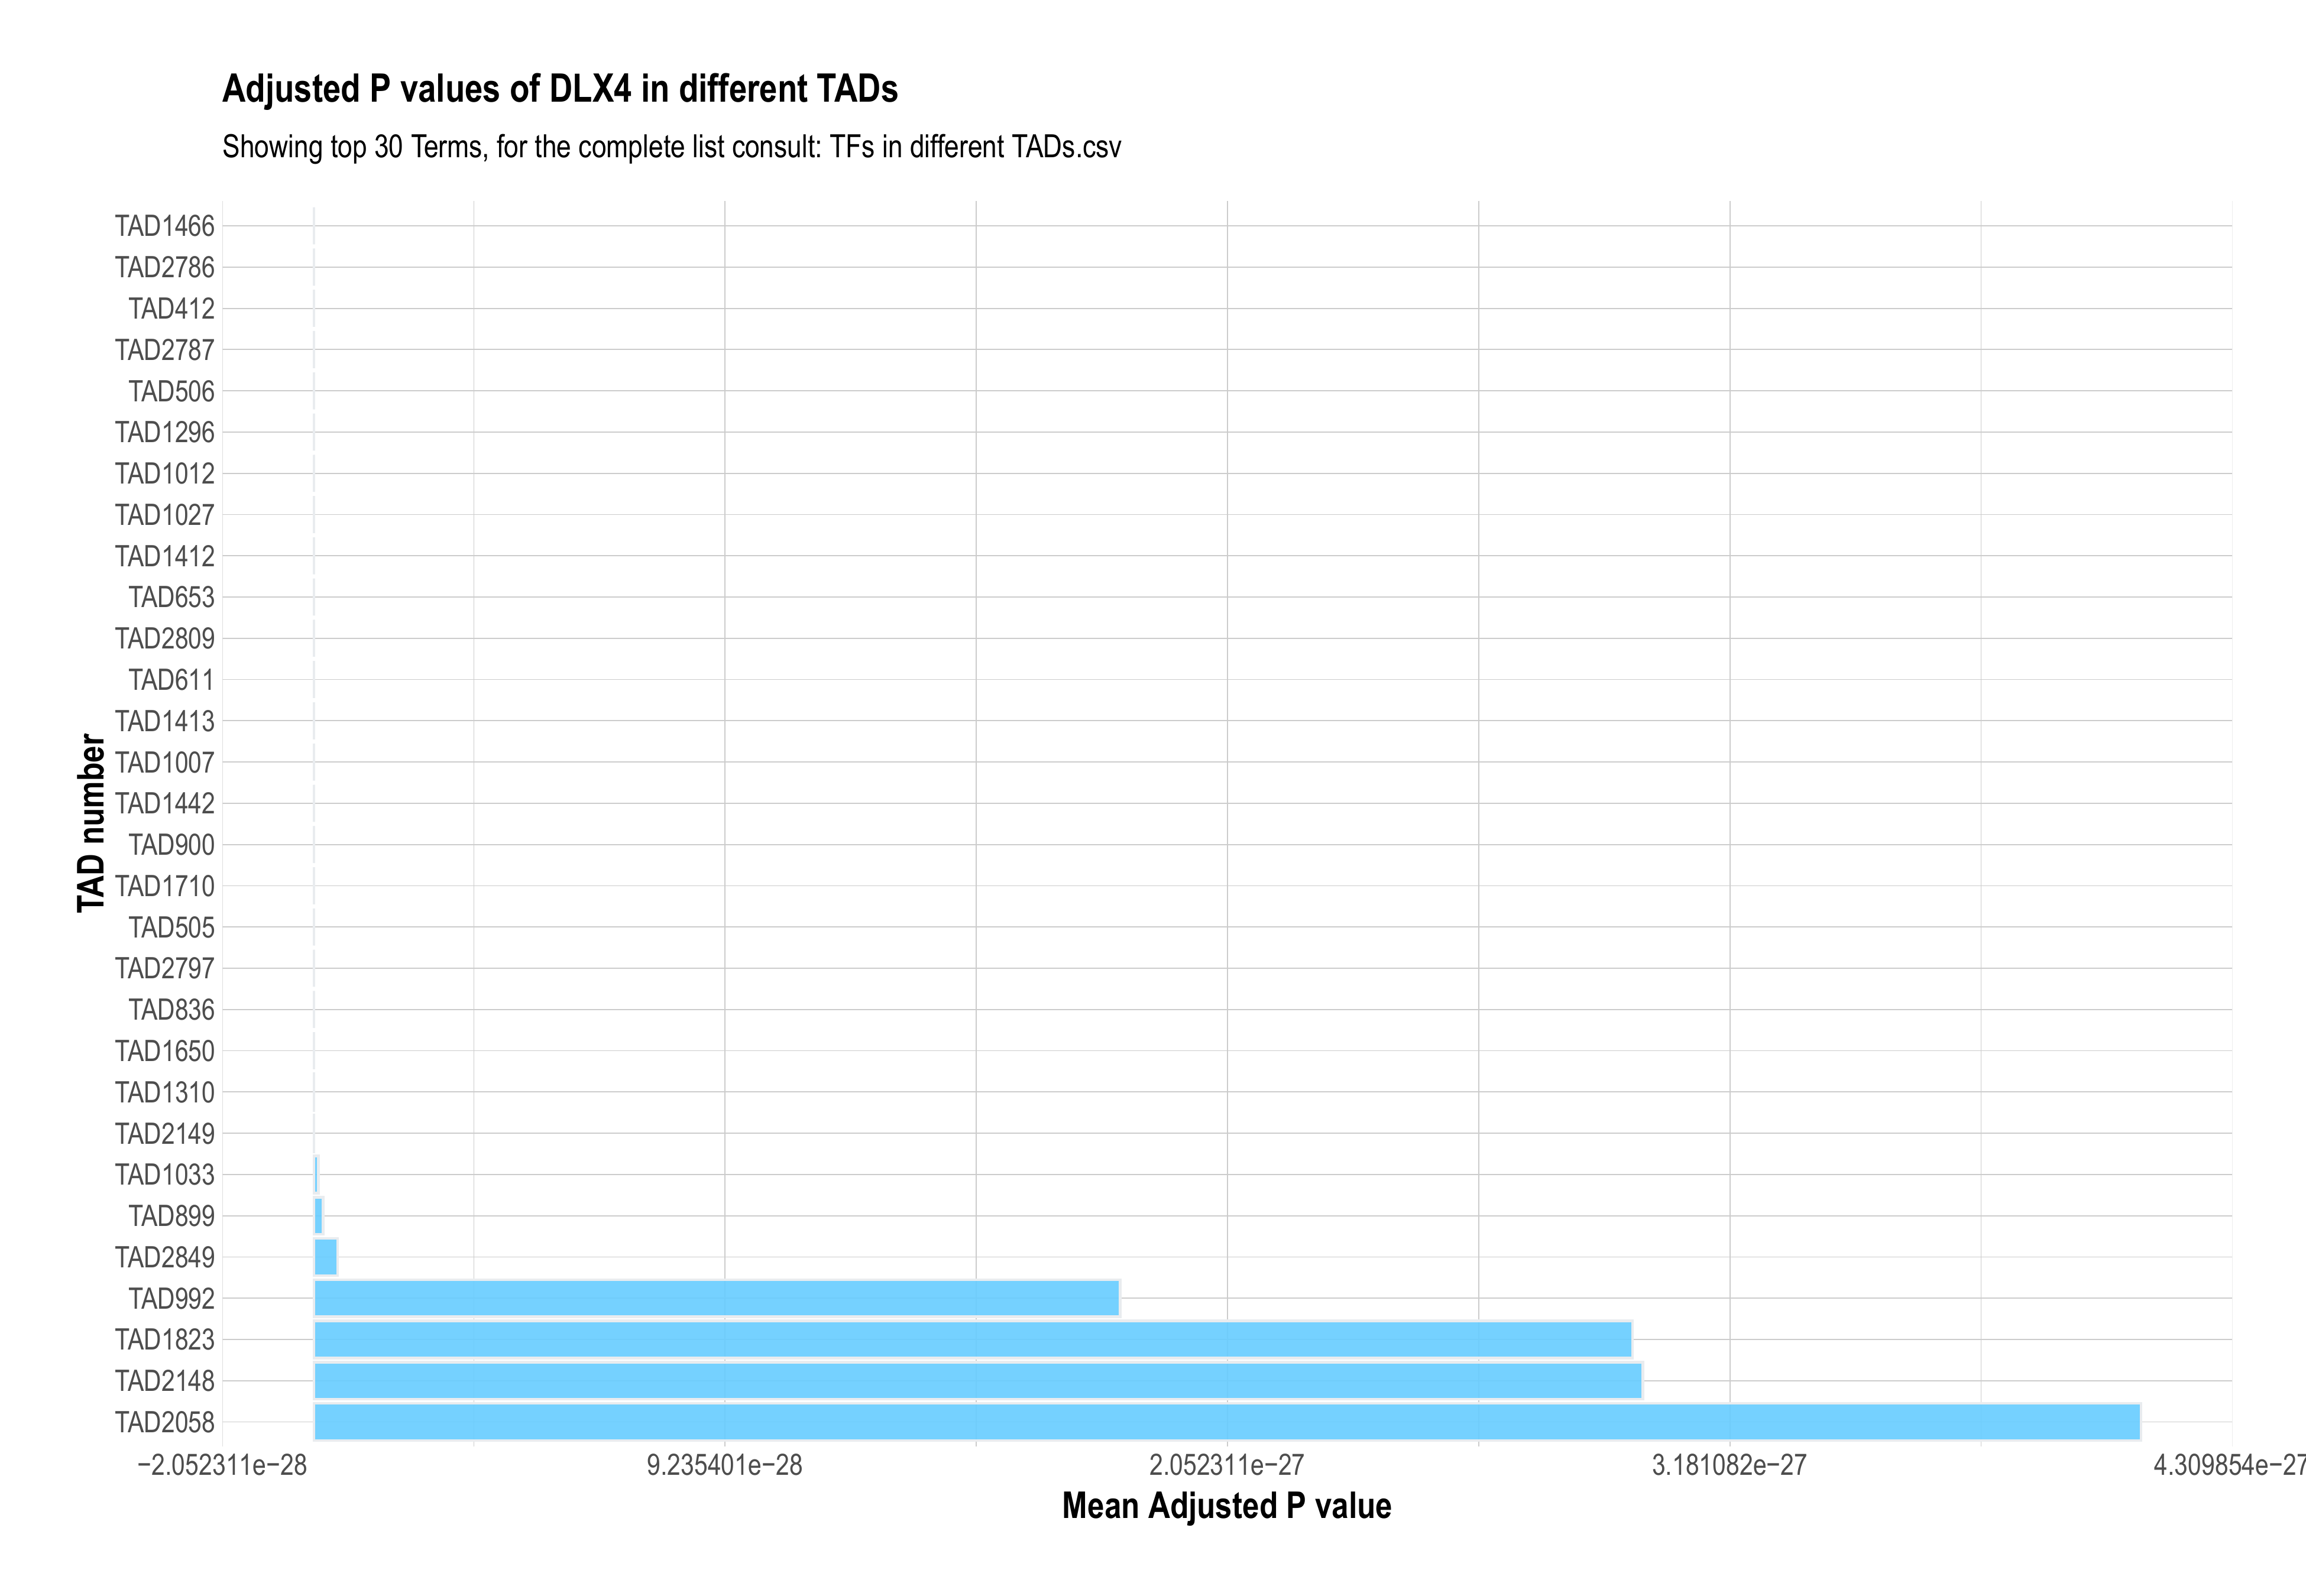 Adjusted P values of DLX4 in different TADs
Showing top 30 Terms, for the complete list consult: TFs in different TADs.csv
TAD number
TAD1466
TAD2786
TAD412
TAD2787
TAD506
TAD1296
TAD1012
TAD1027
TAD1412
TAD653
TAD2809
TAD611
TAD1413
TAD1007
TAD1442
TAD900
TAD1710
TAD505
TAD2797
TAD836
TAD1650
TAD1310
TAD2149
TAD1033
TAD899
TAD2849
TAD992
TAD1823
TAD2148
TAD2058
−2.052311e−28 9.235401e−28 2.052311e−27 3.181082e−27 4.309854e−27
Mean Adjusted P value